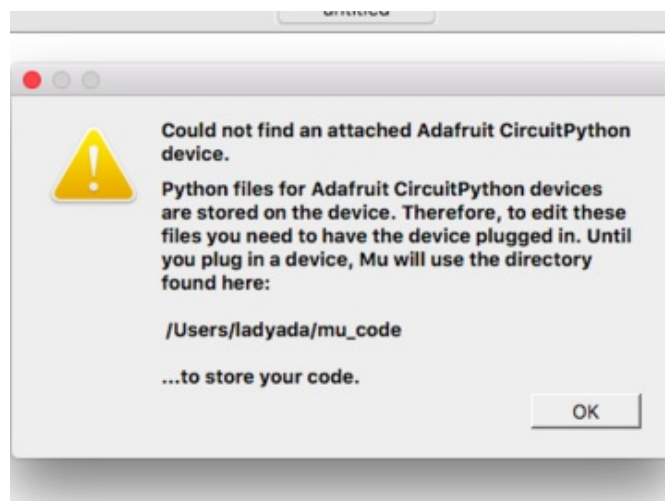 untitled
Could not find an attached Adafruit CircuitPython
device.
Python files for Adafruit CircuitPython devices
are stored on the device. Therefore, to edit these
files you need to have the device plugged in. Until
you plug in a device, Mu will use the directory
found here:
/Users/ladyada/mu_code
...to store your code.
OK